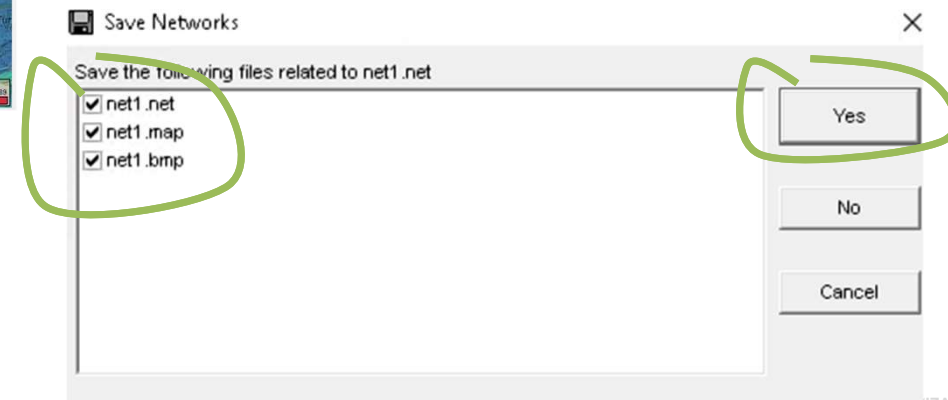 Save Networks
Save the following files related to net1.net
net1.net
net1.map
net1.bmp
Yes
No
Cancel